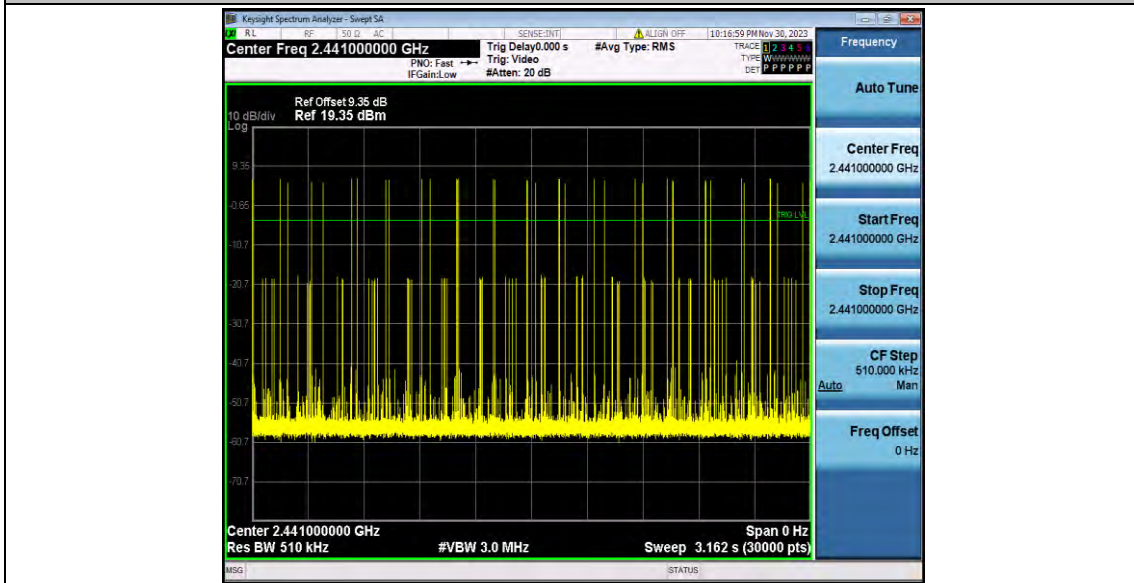 Keysight Spectrum Analyzer - Swept SA
RL RF 50 Ω AC SENSE:INT ALIGN OFF 10:16:59 PM Nov 30, 2023
Center Freq 2.441000000 GHz
PNO: Fast
IFGain:Low
Trig Delay0.000 s
Trig: Video
#Atten: 20 dB
#Avg Type: RMS
TRACE 1 2 3 4 5 6
TYPE WWWWWW
DET P P P P P P
Ref Offset 9.35 dB
10 dB/div Ref 19.35 dBm
Log
9.35
-0.65
TRIG LVL
-10.7
-20.7
-30.7
-40.7
-50.7
-60.7
-70.7
Center 2.441000000 GHz Span 0 Hz
Res BW 510 kHz #VBW 3.0 MHz Sweep 3.162 s (30000 pts)
MSG STATUS
Frequency
Auto Tune
Center Freq
2.441000000 GHz
Start Freq
2.441000000 GHz
Stop Freq
2.441000000 GHz
CF Step
510.000 kHz
Auto Man
Freq Offset
0 Hz